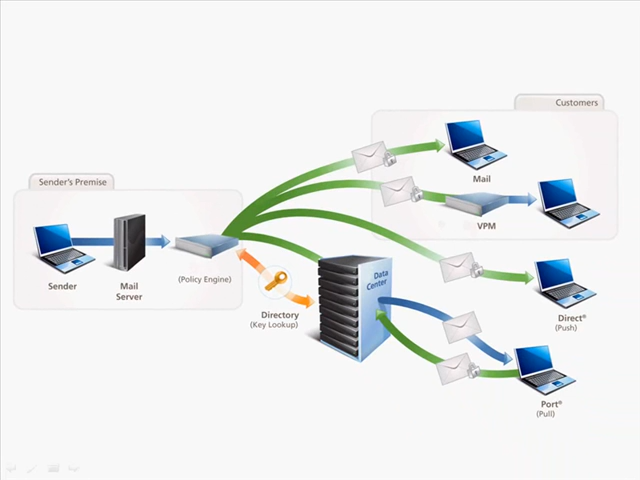 Customers
Sender's Premise
Mail
VPM
Sender
Mail
Server
(Policy Engine)
Data
Center
Directory
(Key Lookup)
Direct®
(Push)
Port®
(Pull)